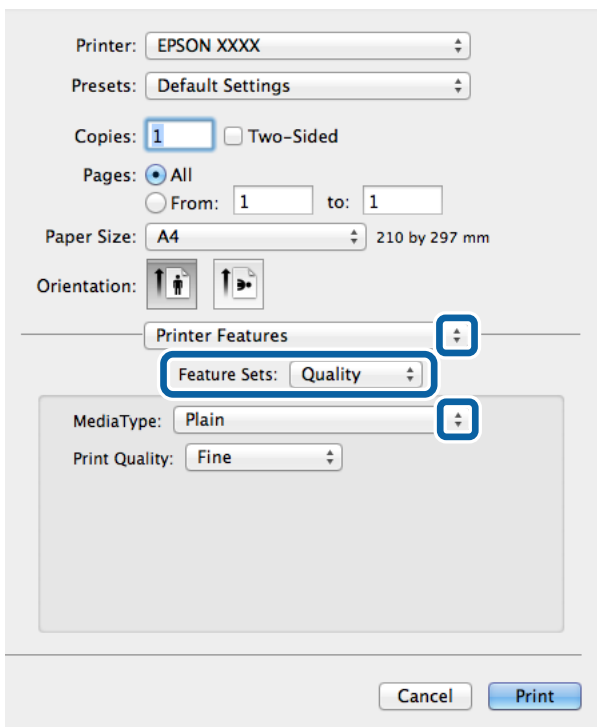 Printer: EPSON XXXX
Presets: Default Settings
Copies: 1 Two-Sided
Pages: All
From: 1 to: 1
Paper Size: A4 210 by 297 mm
Orientation:
Printer Features
Feature Sets: Quality
MediaType: Plain
Print Quality: Fine
Cancel Print